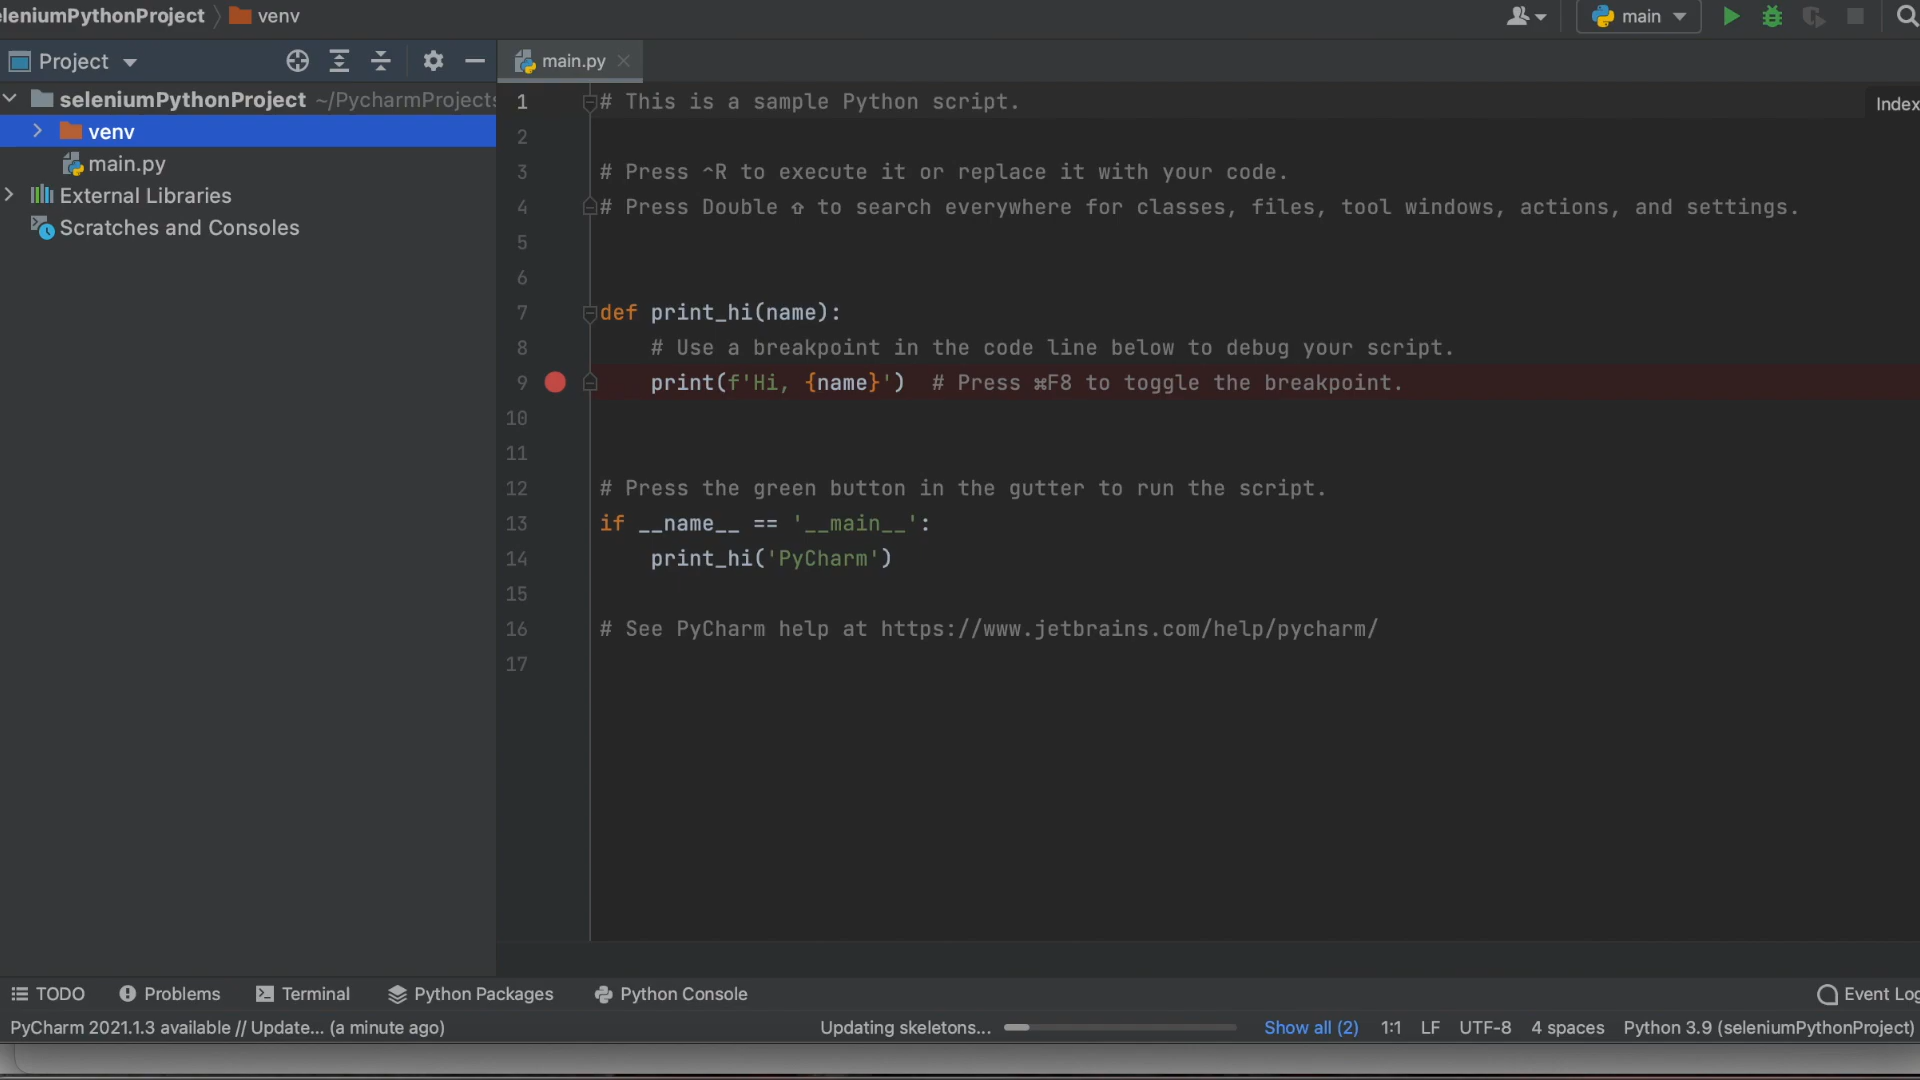 eleniumPythonProject venv
main
Project
main.py
seleniumPythonProject ~/PycharmProjects
venv
main.py
External Libraries
Scratches and Consoles
1 # This is a sample Python script.
Index
2
3 # Press ⌃R to execute it or replace it with your code.
4 # Press Double ⇧ to search everywhere for classes, files, tool windows, actions, and settings.
5
6
7 def print_hi(name):
8     # Use a breakpoint in the code line below to debug your script.
9     print(f'Hi, {name}')  # Press ⌘F8 to toggle the breakpoint.
10
11
12 # Press the green button in the gutter to run the script.
13 if __name__ == '__main__':
14     print_hi('PyCharm')
15
16 # See PyCharm help at https://www.jetbrains.com/help/pycharm/
17
TODO Problems Terminal Python Packages Python Console Event Log
PyCharm 2021.1.3 available // Update... (a minute ago) Updating skeletons... Show all (2) 1:1 LF UTF-8 4 spaces Python 3.9 (seleniumPythonProject)